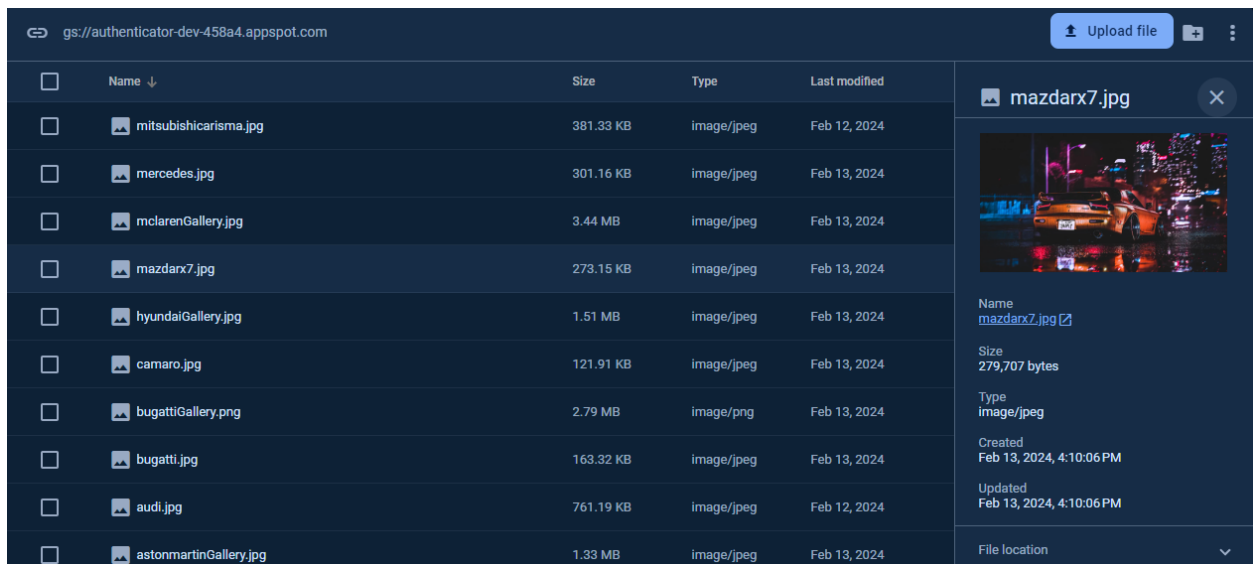 gs://authenticator-dev-458a4.appspot.com
Upload file
Name Size Type Last modified
mitsubishicarisma.jpg 381.33 KB image/jpeg Feb 12, 2024
mercedes.jpg 301.16 KB image/jpeg Feb 13, 2024
mclarenGallery.jpg 3.44 MB image/jpeg Feb 13, 2024
mazdarx7.jpg 273.15 KB image/jpeg Feb 13, 2024
hyundaiGallery.jpg 1.51 MB image/jpeg Feb 13, 2024
camaro.jpg 121.91 KB image/jpeg Feb 13, 2024
bugattiGallery.png 2.79 MB image/png Feb 13, 2024
bugatti.jpg 163.32 KB image/jpeg Feb 13, 2024
audi.jpg 761.19 KB image/jpeg Feb 12, 2024
astonmartinGallery.jpg 1.33 MB image/jpeg Feb 13, 2024
mazdarx7.jpg
Name
mazdarx7.jpg
Size
279,707 bytes
Type
image/jpeg
Created
Feb 13, 2024, 4:10:06 PM
Updated
Feb 13, 2024, 4:10:06 PM
File location